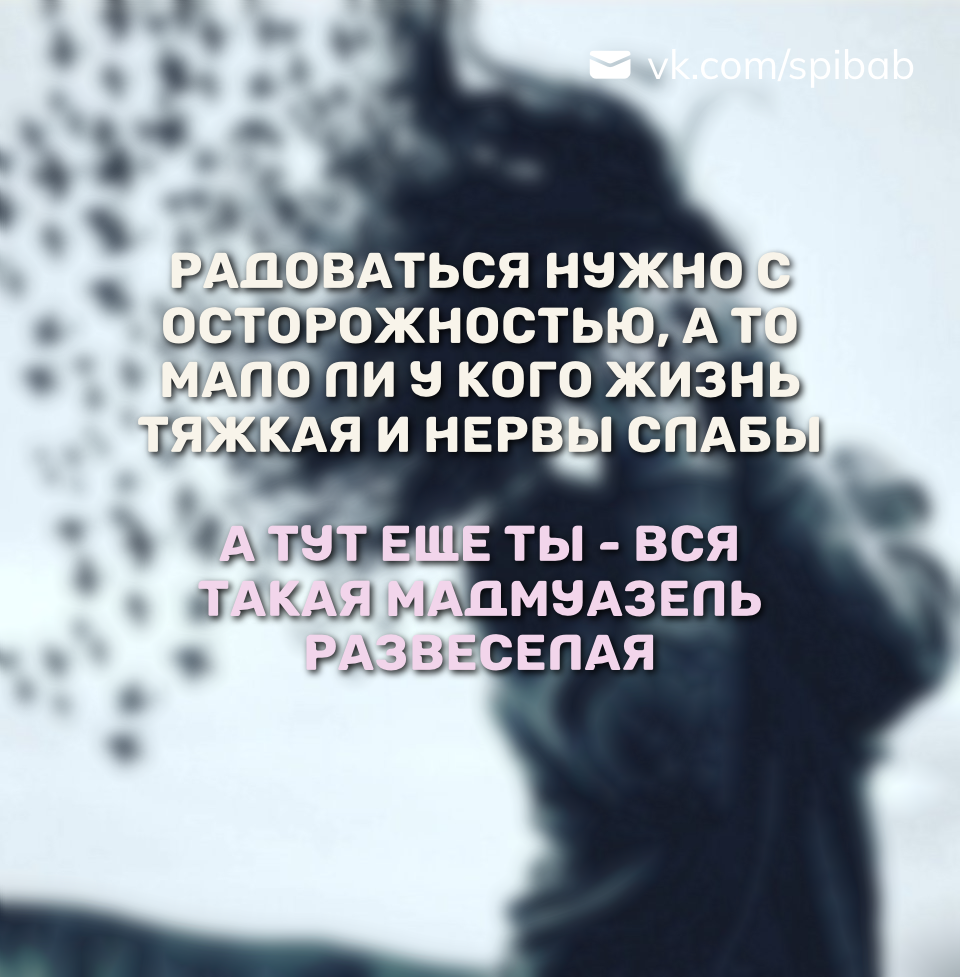 vk.com/spibab
РАДОВАТЬСЯ НУЖНО С
ОСТОРОЖНОСТЬЮ, А ТО
МАЛО ЛИ У КОГО ЖИЗНЬ
ТЯЖКАЯ И НЕРВЫ СЛАБЫ
А ТУТ ЕЩЕ ТЫ - ВСЯ
ТАКАЯ МАДМУАЗЕЛЬ
РАЗВЕСЕЛАЯ